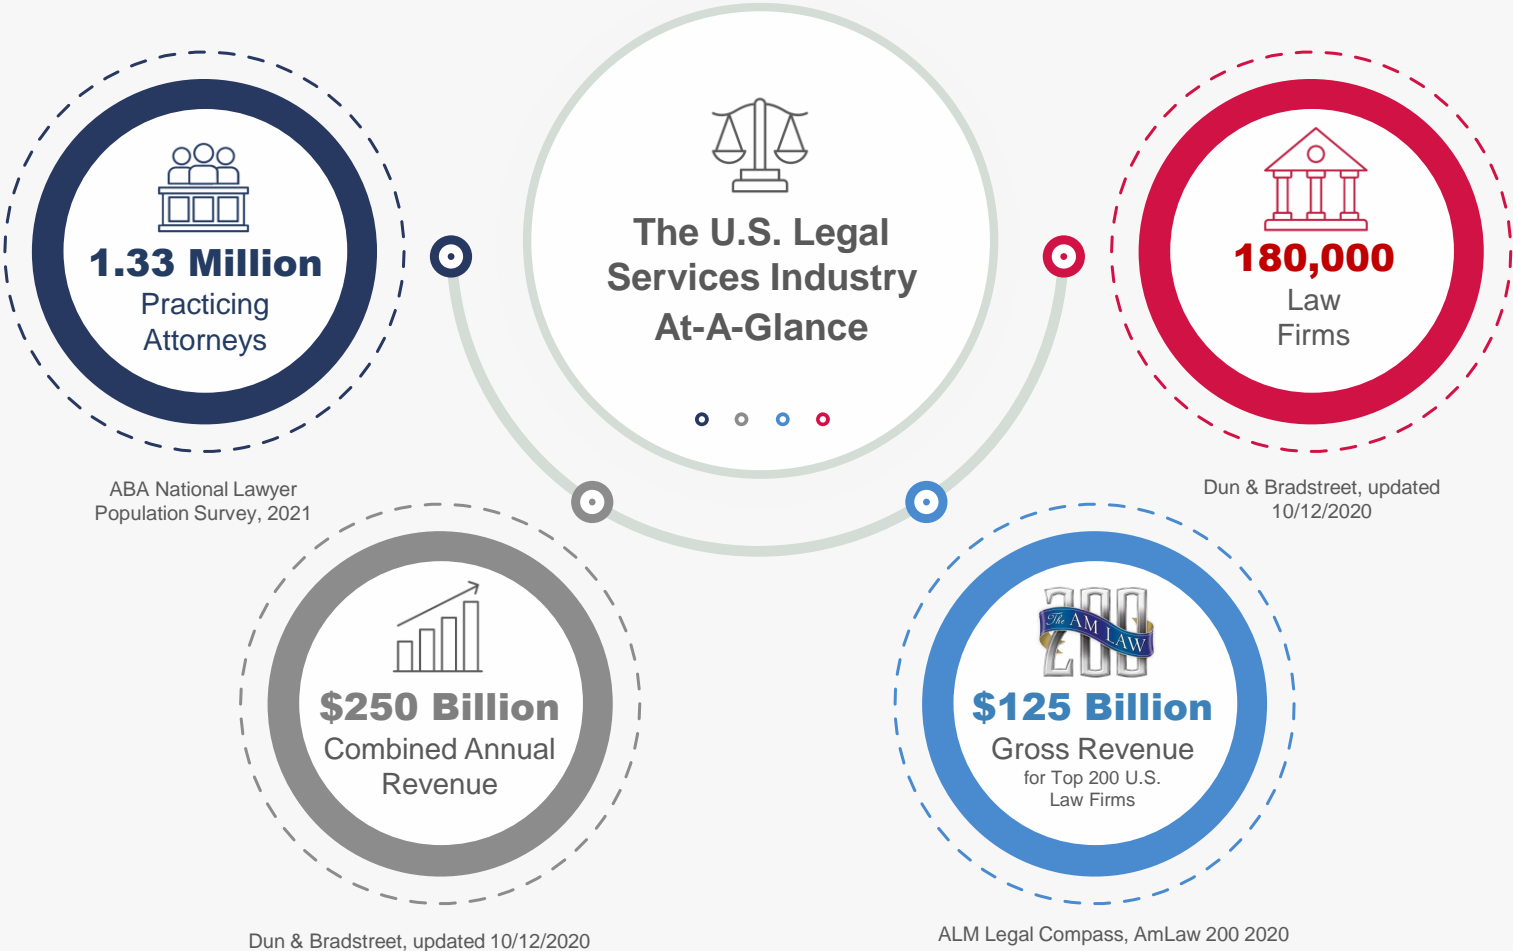 The U.S. Legal
Services Industry
At-A-Glance
1.33 Million
Practicing
Attorneys
ABA National Lawyer
Population Survey, 2021
$250 Billion
Combined Annual
Revenue
Dun & Bradstreet, updated 10/12/2020
200
The AM LAW
$125 Billion
Gross Revenue
for Top 200 U.S.
Law Firms
ALM Legal Compass, AmLaw 200 2020
180,000
Law
Firms
Dun & Bradstreet, updated
10/12/2020